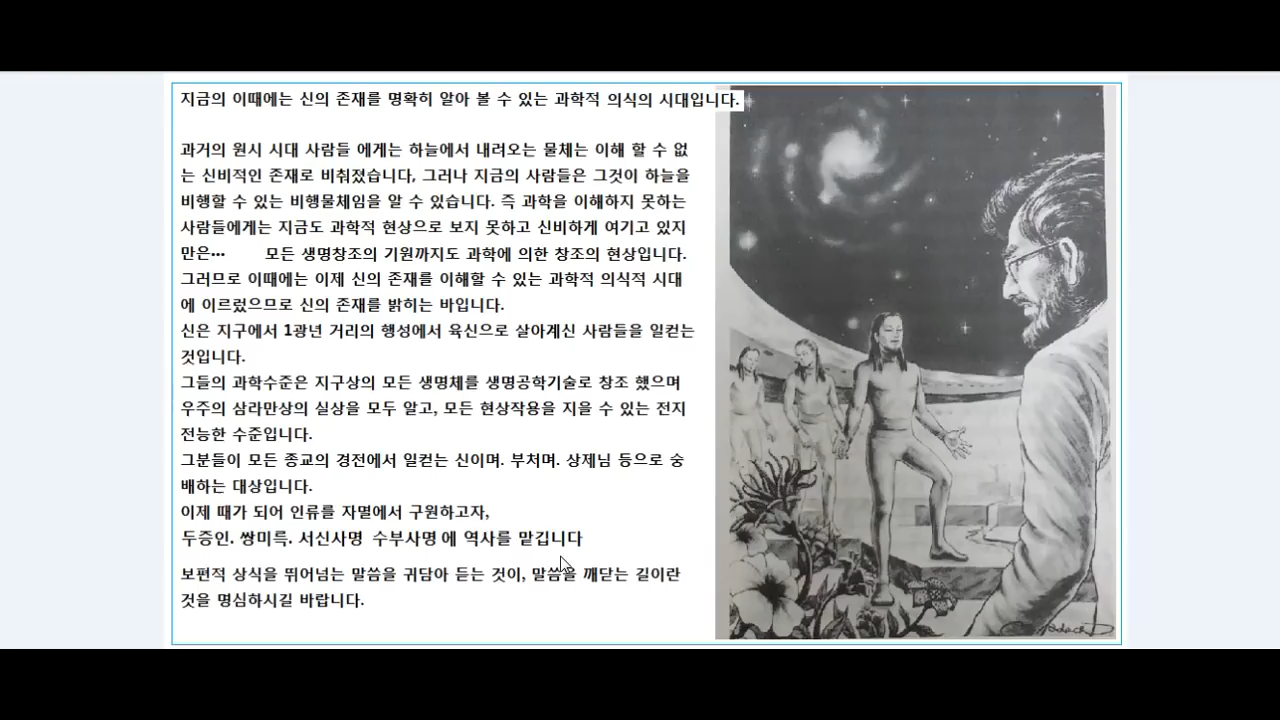 지금의 이때에는 신의 존재를 명확히 알아 볼 수 있는 과학적 의식의 시대입니다.
과거의 원시 시대 사람들 에게는 하늘에서 내려오는 물체는 이해 할 수 없
는 신비적인 존재로 비춰졌습니다, 그러나 지금의 사람들은 그것이 하늘을
비행할 수 있는 비행물체임을 알 수 있습니다. 즉 과학을 이해하지 못하는
사람들에게는 지금도 과학적 현상으로 보지 못하고 신비하게 여기고 있지
만은… 모든 생명창조의 기원까지도 과학에 의한 창조의 현상입니다.
그러므로 이때에는 이제 신의 존재를 이해할 수 있는 과학적 의식적 시대
에 이르렀으므로 신의 존재를 밝히는 바입니다.
신은 지구에서 1광년 거리의 행성에서 육신으로 살아계신 사람들을 일컫는
것입니다.
그들의 과학수준은 지구상의 모든 생명체를 생명공학기술로 창조 했으며
우주의 삼라만상의 실상을 모두 알고, 모든 현상작용을 지을 수 있는 전지
전능한 수준입니다.
그분들이 모든 종교의 경전에서 일컫는 신이며. 부처며. 상제님 등으로 숭
배하는 대상입니다.
이제 때가 되어 인류를 자멸에서 구원하고자,
두증인. 쌍미륵. 서신사명 수부사명 에 역사를 맡깁니다
보편적 상식을 뛰어넘는 말씀을 귀담아 듣는 것이, 말씀을 깨닫는 길이란
것을 명심하시길 바랍니다.